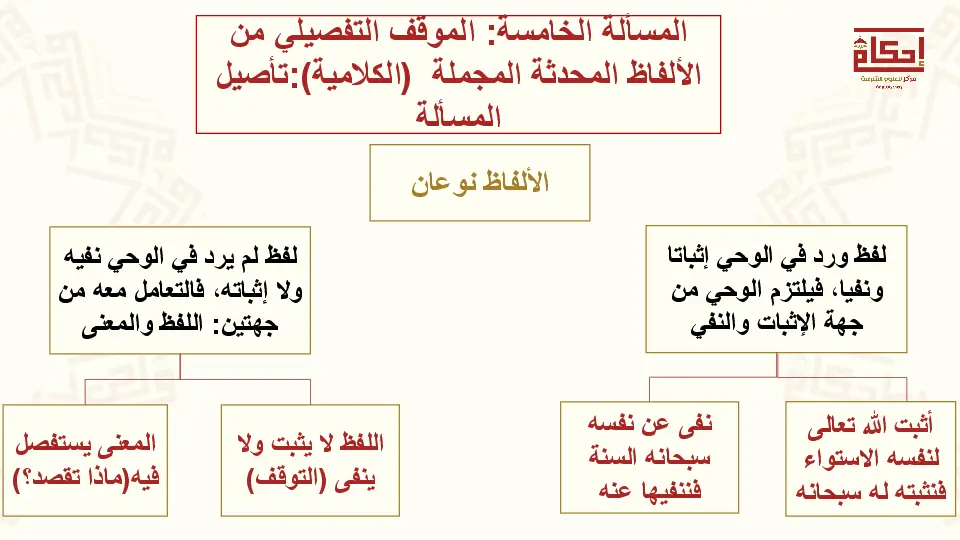 المسألة الخامسة: الموقف التفصيلي من
الألفاظ المحدثة المجملة (الكلامية):تأصيل
المسألة
إحكام
مركز للعلوم الشرعية
الألفاظ نوعان
لفظ ورد في الوحي إثباتا
ونفيا، فيلتزم الوحي من
جهة الإثبات والنفي
لفظ لم يرد في الوحي نفيه
ولا إثباته، فالتعامل معه من
جهتين: اللفظ والمعنى
أثبت الله تعالى
لنفسه الاستواء
فنثبته له سبحانه
نفى عن نفسه
سبحانه السنة
فننفيها عنه
اللفظ لا يثبت ولا
ينفى (التوقف)
المعنى يستفصل
فيه(ماذا تقصد؟)